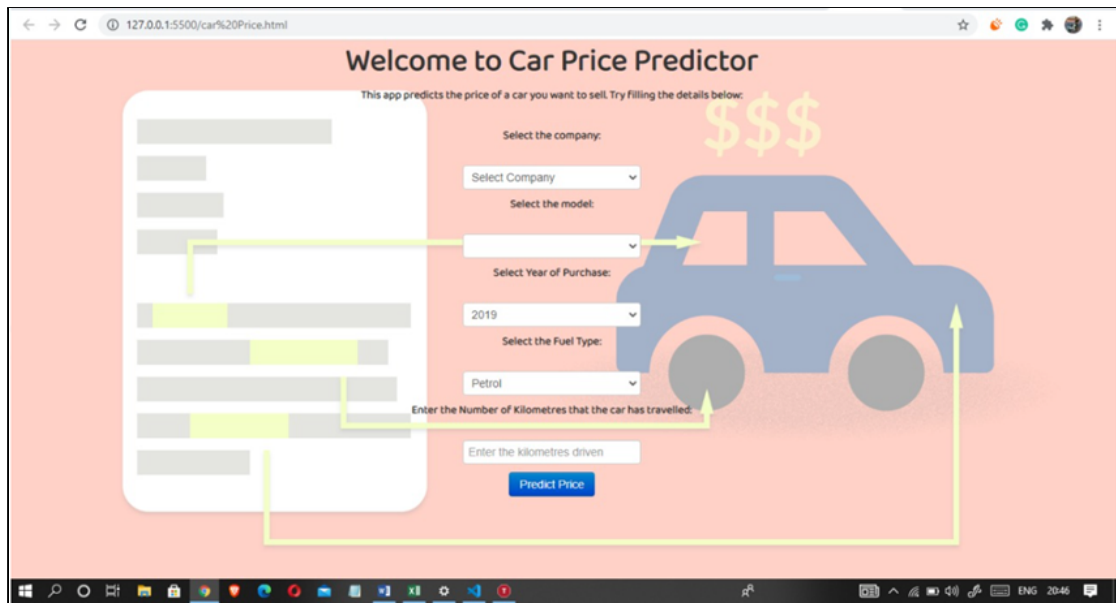 127.0.0.1:5500/car%20Price.html
Welcome to Car Price Predictor
This app predicts the price of a car you want to sell. Try filling the details below:
$$$
Select the company:
Select Company
Select the model:
Select Year of Purchase:
2019
Select the Fuel Type:
Petrol
Enter the Number of Kilometres that the car has travelled:
Enter the kilometres driven
Predict Price
ENG 20:46